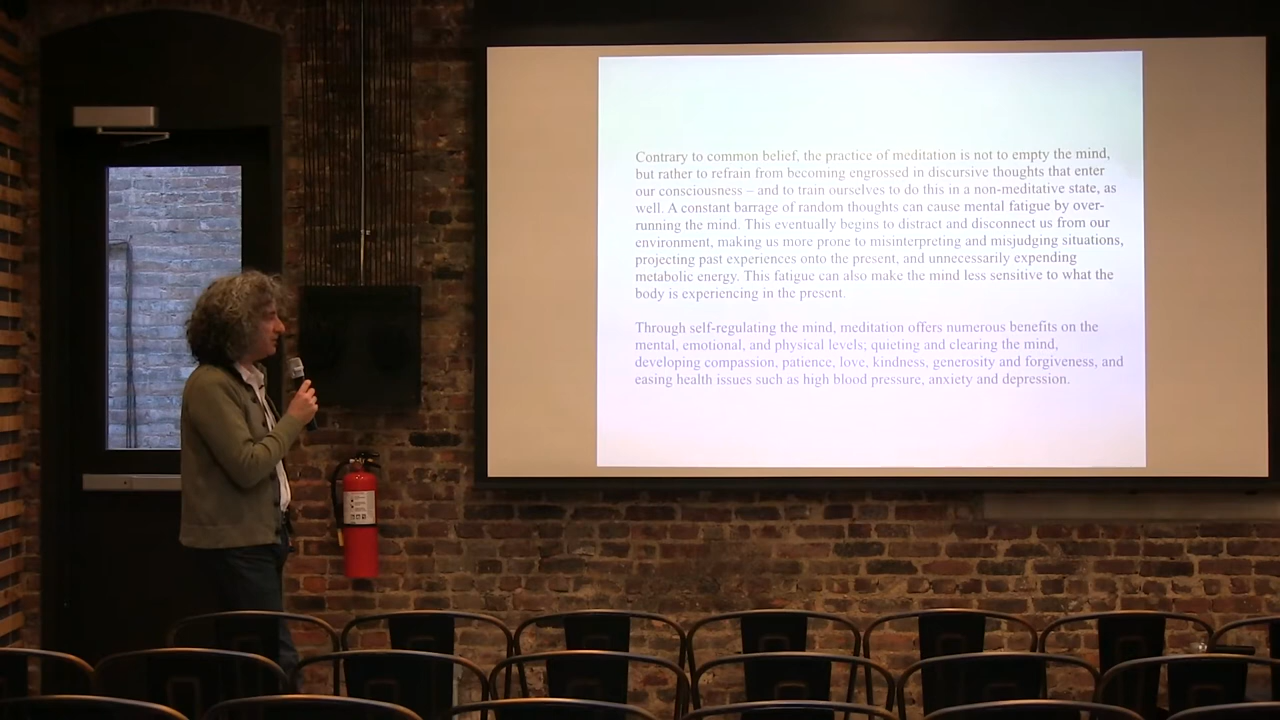 Contrary to common belief, the practice of meditation is not to empty the mind,
but rather to refrain from becoming engrossed in discursive thoughts that enter
our consciousness – and to train ourselves to do this in a non-meditative state, as
well. A constant barrage of random thoughts can cause mental fatigue by over-
running the mind. This eventually begins to distract and disconnect us from our
environment, making us more prone to misinterpreting and misjudging situations,
projecting past experiences onto the present, and unnecessarily expending
metabolic energy. This fatigue can also make the mind less sensitive to what the
body is experiencing in the present.
Through self-regulating the mind, meditation offers numerous benefits on the
mental, emotional, and physical levels; quieting and clearing the mind,
developing compassion, patience, love, kindness, generosity and forgiveness, and
easing health issues such as high blood pressure, anxiety and depression.